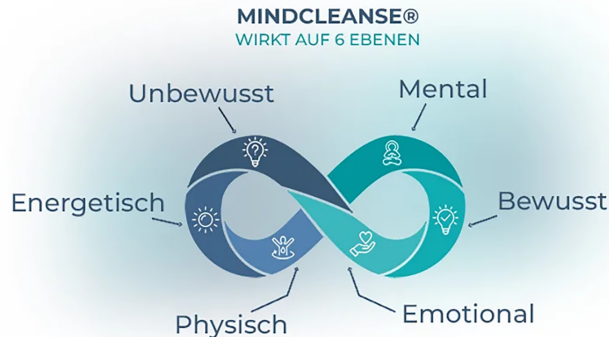 MINDCLEANSE®
WIRKT AUF 6 EBENEN
Unbewusst
Mental
Energetisch
Bewusst
Physisch
Emotional